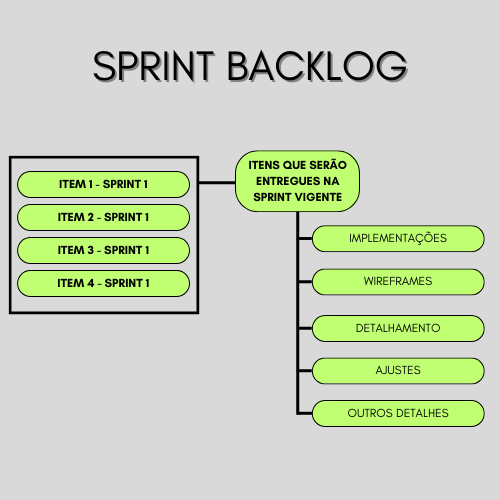 SPRINT BACKLOG
ITEM 1 - SPRINT 1
ITEM 2 - SPRINT 1
ITEM 3 - SPRINT 1
ITEM 4 - SPRINT 1
ITENS QUE SERÃO
ENTREGUES NA
SPRINT VIGENTE
IMPLEMENTAÇÕES
WIREFRAMES
DETALHAMENTO
AJUSTES
OUTROS DETALHES